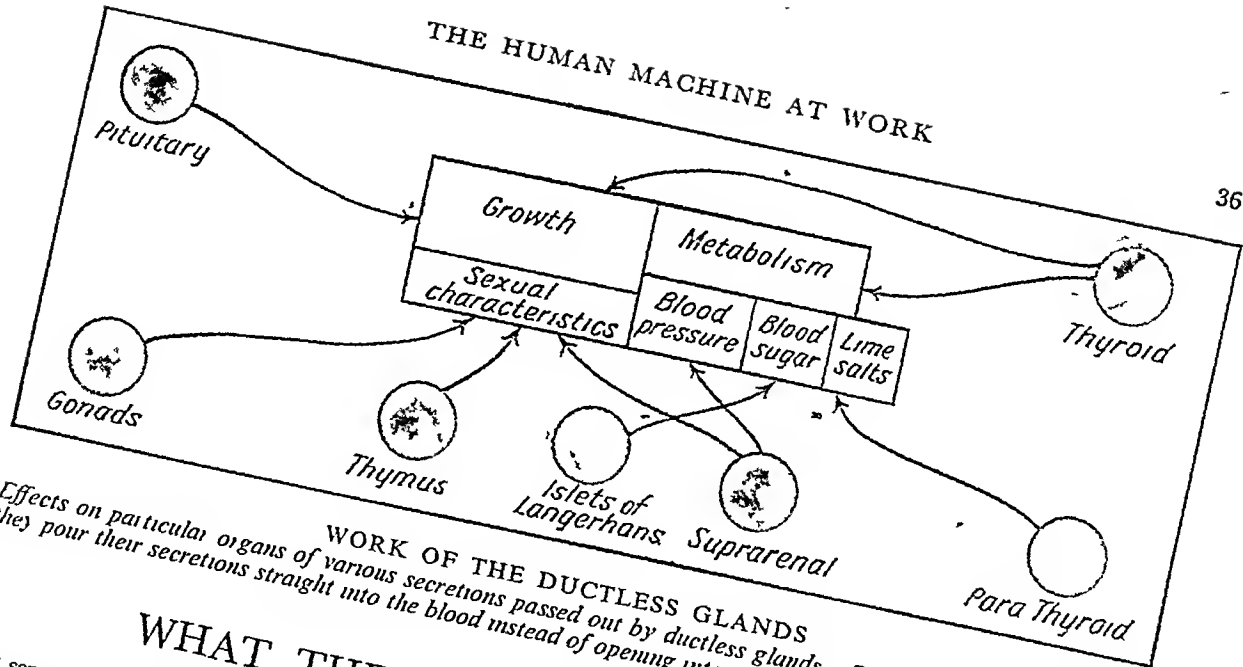 THE HUMAN MACHINE AT WORK
36
Pituitary
Growth
Metabolism
Sexual
characteristics
Blood
pressure
Blood
sugar
Lime
salts
Thyroid
Gonads
Thymus
Islets of
Langerhans
Suprarenal
Para Thyroid
WORK OF THE DUCTLESS GLANDS
Effects on particular organs of various secretions passed out by ductless glands
they pour their secretions straight into the blood instead of opening
WHAT